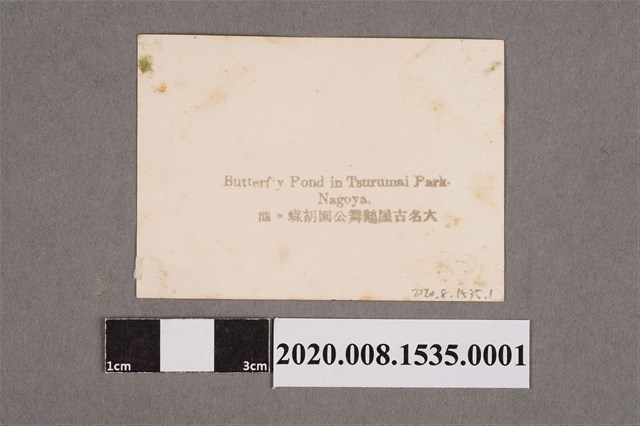 Butterfly Pond in Tsurumai Park.
Nagoya.
大名古屋鶴舞公園胡蝶ヶ池
2020.8.1535.1
1cm
3cm
2020.008.1535.0001